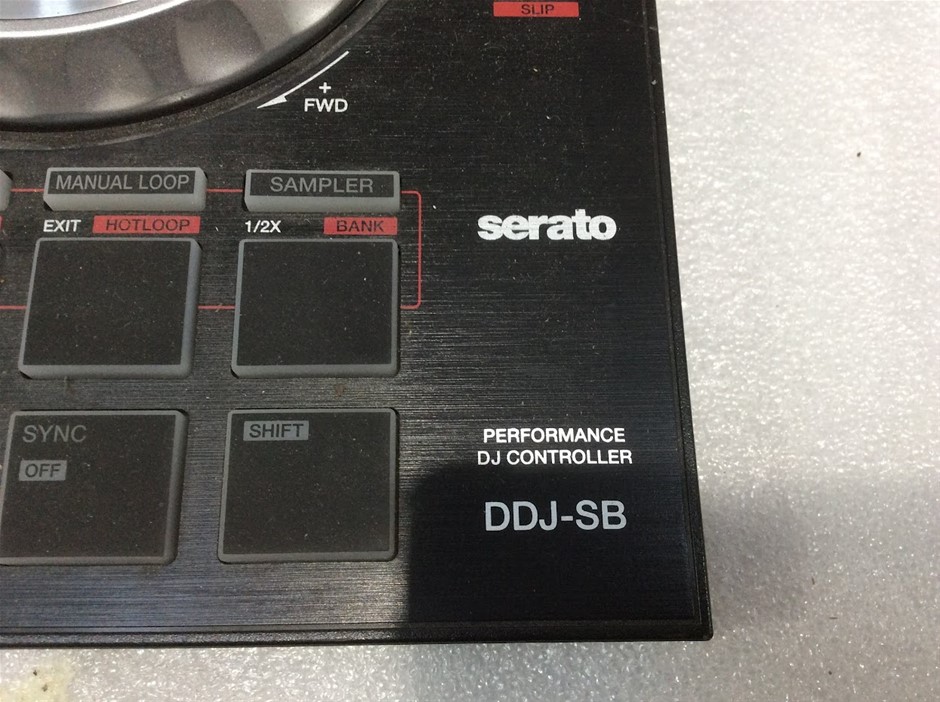 SLIP
+
FWD
MANUAL LOOP
SAMPLER
EXIT HOTLOOP
1/2X BANK
serato
SYNC
OFF
SHIFT
PERFORMANCE
DJ CONTROLLER
DDJ-SB